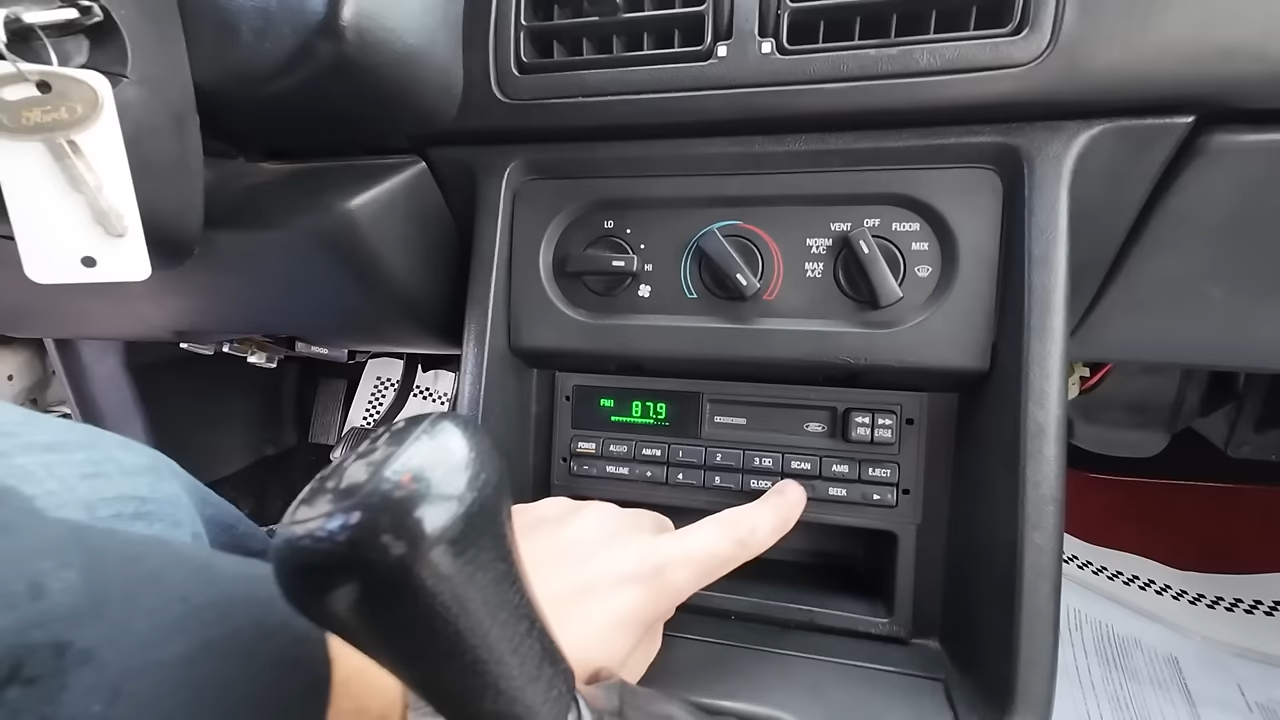 Ford
LO
HI
VENT
OFF
FLOOR
NORM
A/C
MIX
MAX
A/C
HOOD
FM1 87.9
Ford
REV
ERSE
POWER
AUDIO
AM/FM
1
2
3
SCAN
AMS
EJECT
- VOLUME +
4
5
CLOCK
SEEK